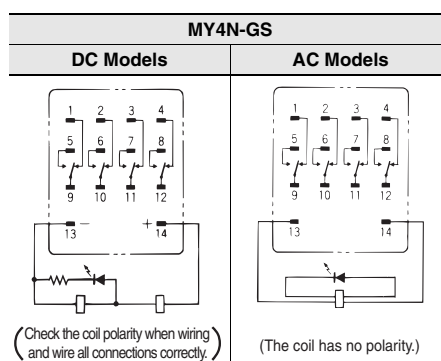 MY4N-GS
DC Models
AC Models
1 2 3 4
5 6 7 8
9 10 11 12
13 − + 14
(Check the coil polarity when wiring
and wire all connections correctly.)
1 2 3 4
5 6 7 8
9 10 11 12
13 14
(The coil has no polarity.)